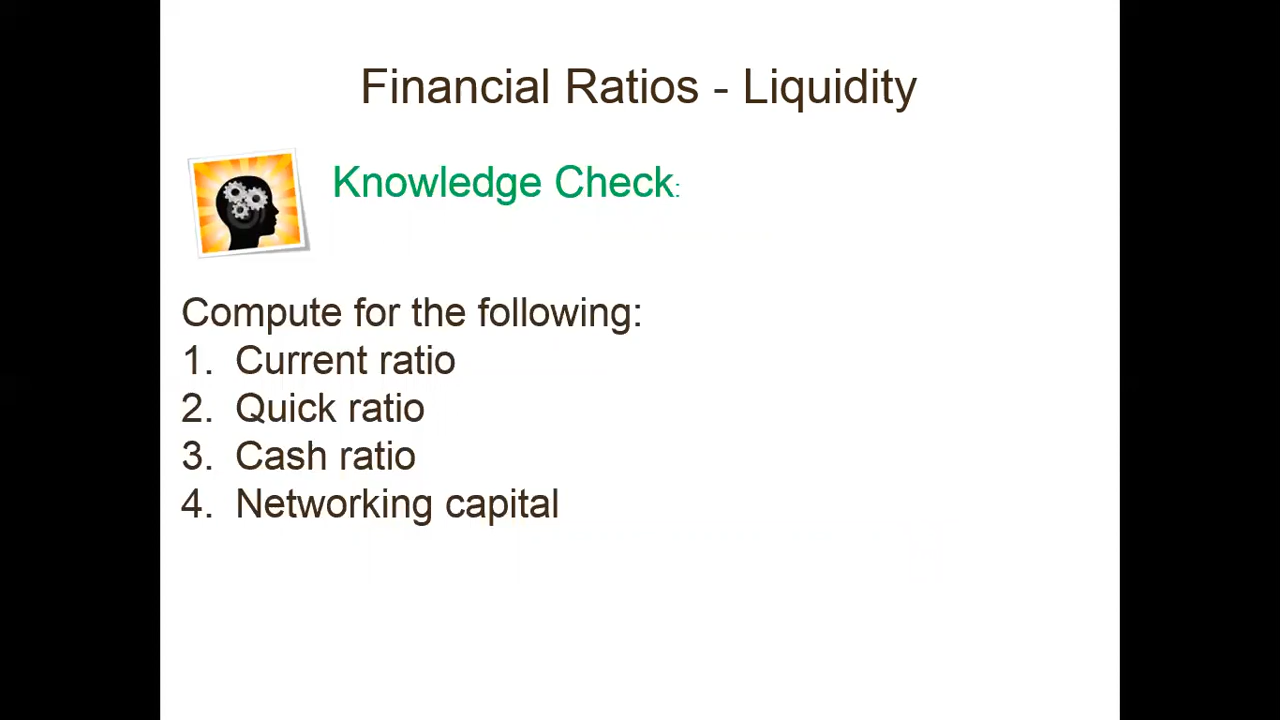 Financial Ratios - Liquidity
Knowledge Check:
Compute for the following:
1. Current ratio
2. Quick ratio
3. Cash ratio
4. Networking capital